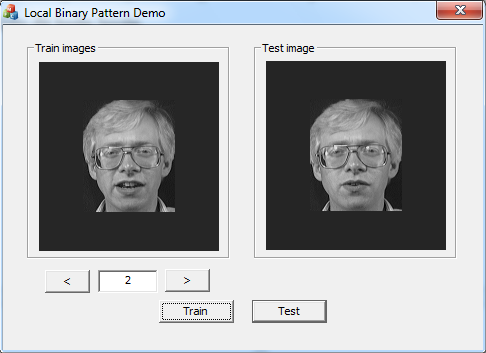 Local Binary Pattern Demo
Train images
Test image
<
2
>
Train
Test